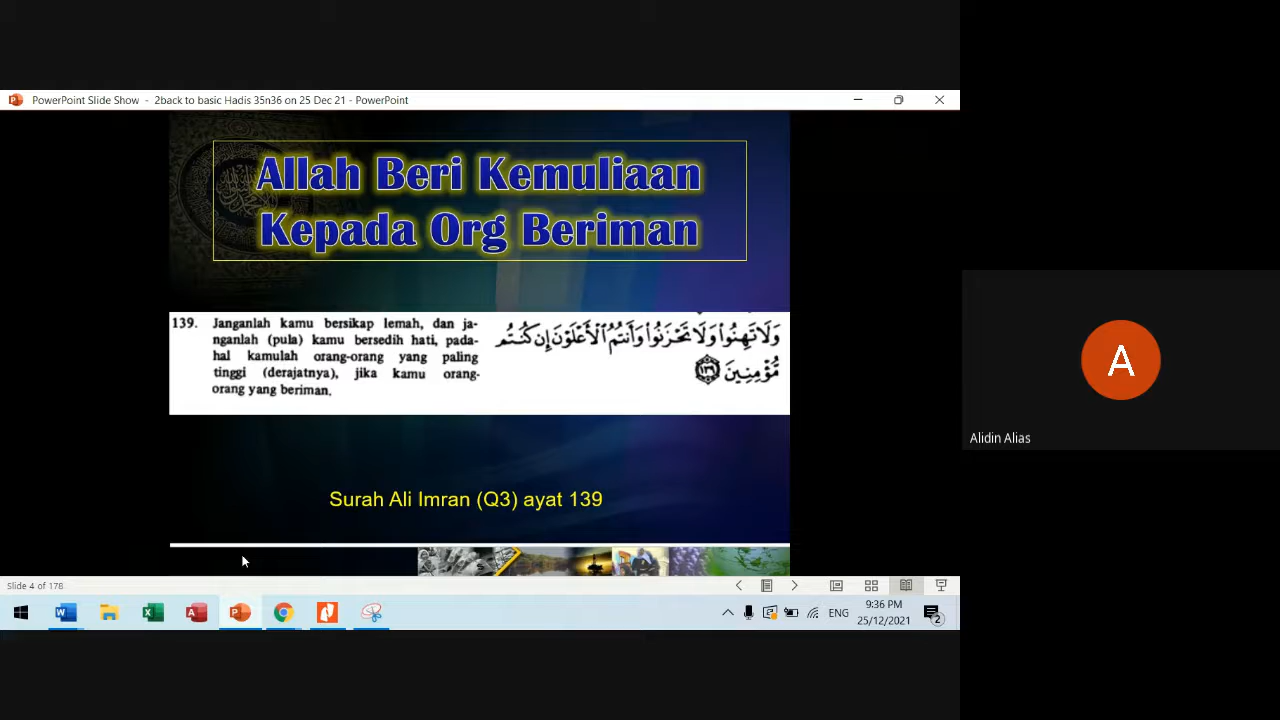 PowerPoint Slide Show - 2back to basic Hadis 35n36 on 25 Dec 21 - PowerPoint
Allah Beri Kemuliaan
Kepada Org Beriman
139. Janganlah kamu bersikap lemah, dan ja-
nganlah (pula) kamu bersedih hati, pada-
hal kamulah orang-orang yang paling
tinggi (derajatnya), jika kamu orang-
orang yang beriman.
وَلَا تَهِنُوا۟ وَلَا تَحْزَنُوا۟ وَأَنتُمُ ٱلْأَعْلَوْنَ إِن كُنتُم
مُّؤْمِنِينَ ١٣٩
Surah Ali Imran (Q3) ayat 139
A
Alidin Alias
Slide 4 of 178
ENG
9:36 PM
25/12/2021
2